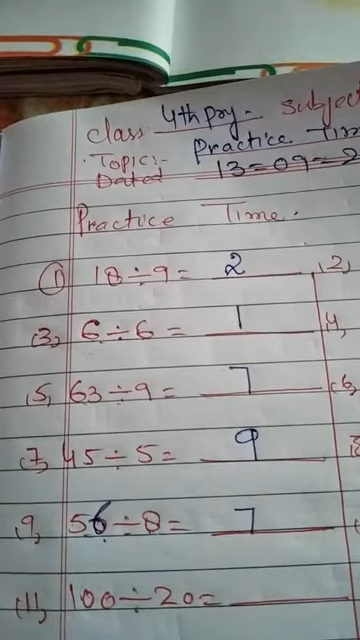 Class 4th pry- Subject
Topic:- Practice Tim
Dated 13=09=2
Practice Time.
(1) 18÷9= 2 (2)
(3) 6÷6= 1 (4)
(5) 63÷9= 7 (6)
(7) 45÷5= 9 (8
(9) 56÷8= 7 (
(11) 100÷20=